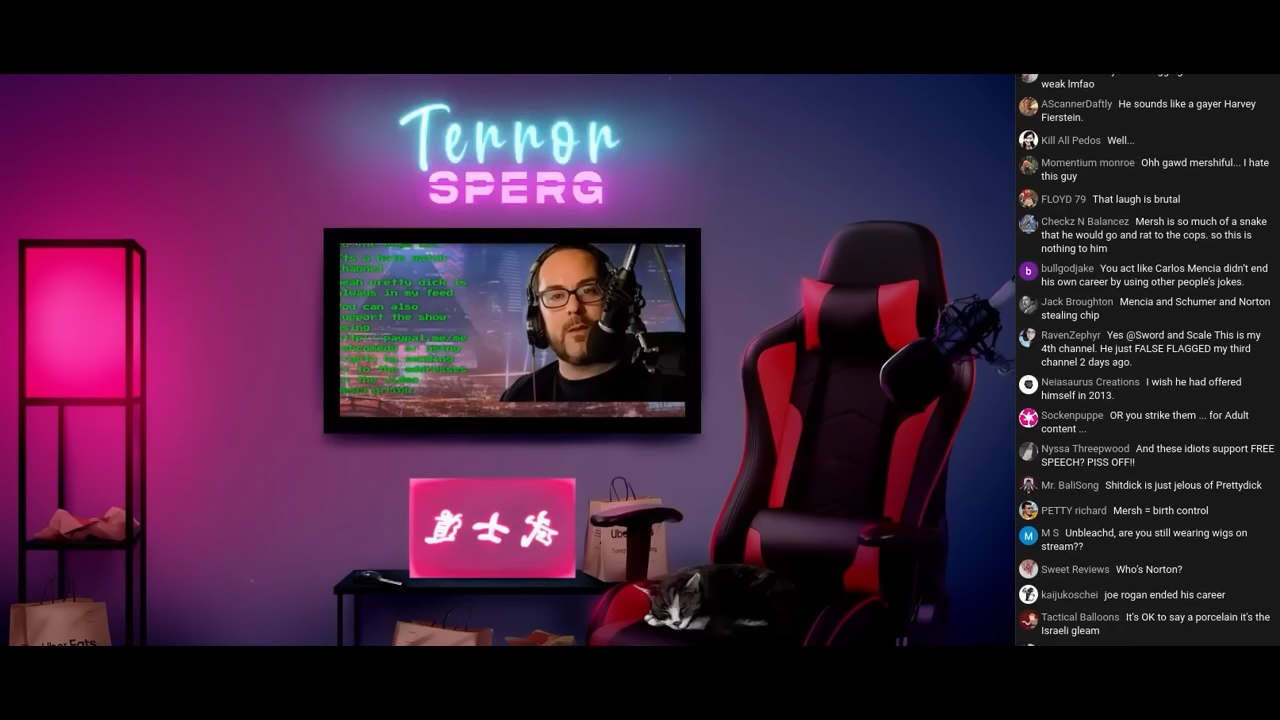 Terror
SPERG
always in my feed
you can also
support the show
weak lmfao
AScannerDaftly He sounds like a gayer Harvey
Fierstein.
Kill All Pedos Well...
Momentium monroe Ohh gawd mershiful... I hate
this guy
FLOYD 79 That laugh is brutal
Checkz N Balancez Mersh is so much of a snake
that he would go and rat to the cops. so this is
nothing to him
b
bullgodjake You act like Carlos Mencia didn't end
his own career by using other people's jokes.
Jack Broughton Mencia and Schumer and Norton
stealing chip
RavenZephyr Yes @Sword and Scale This is my
4th channel. He just FALSE FLAGGED my third
channel 2 days ago.
Neiasaurus Creations I wish he had offered
himself in 2013.
Sockenpuppe OR you strike them ... for Adult
content ...
Nyssa Threepwood And these idiots support FREE
SPEECH? PISS OFF!!
Mr. BaliSong Shitdick is just jelous of Prettydick
PETTY richard Mersh = birth control
M
M S Unbleachd, are you still wearing wigs on
stream??
Sweet Reviews Who's Norton?
kaijukoschei joe rogan ended his career
Tactical Balloons It's OK to say a porcelain it's the
Israeli gleam
Uber Eats